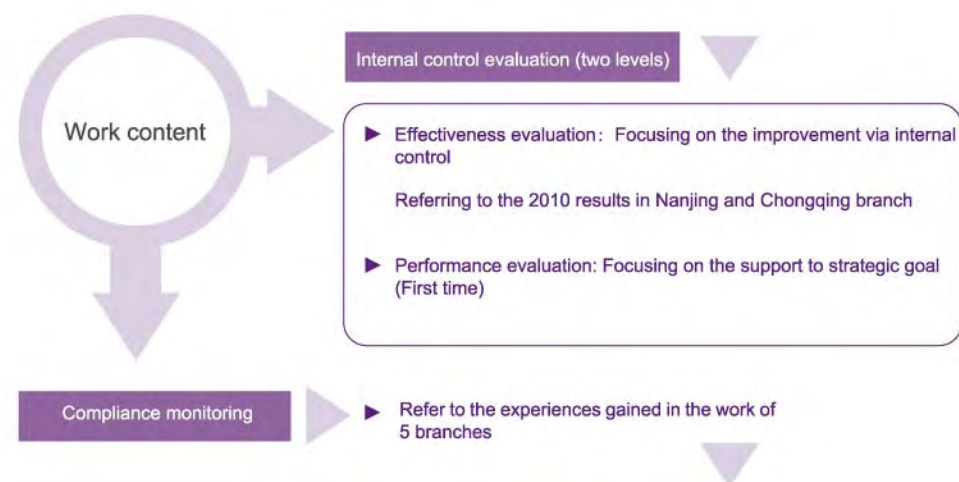 Internal control evaluation (two levels)
Work content
► Effectiveness evaluation： Focusing on the improvement via internal
control
Referring to the 2010 results in Nanjing and Chongqing branch
► Performance evaluation: Focusing on the support to strategic goal
(First time)
Compliance monitoring
► Refer to the experiences gained in the work of
5 branches